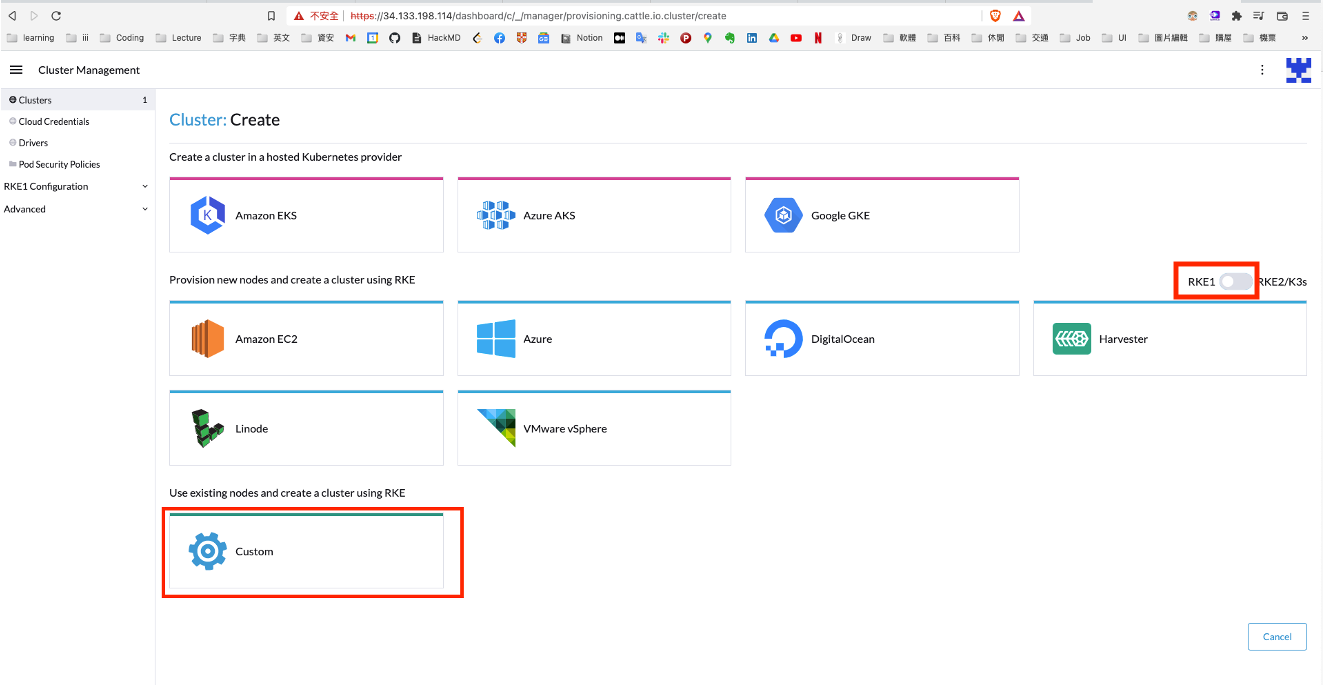 不安全 https://34.133.198.114/dashboard/c/_/manager/provisioning.cattle.io.cluster/create
learning iii Coding Lecture 字典 英文 資安 HackMD Notion Draw 軟體 百科 休閒 交通 Job UI 圖片編輯 購屋 機票 »
Cluster Management
Clusters 1
Cloud Credentials
Drivers
Pod Security Policies
RKE1 Configuration
Advanced
Cluster: Create
Create a cluster in a hosted Kubernetes provider
Amazon EKS
Azure AKS
Google GKE
Provision new nodes and create a cluster using RKE
RKE1 RKE2/K3s
Amazon EC2
Azure
DigitalOcean
Harvester
Linode
VMware vSphere
Use existing nodes and create a cluster using RKE
Custom
Cancel